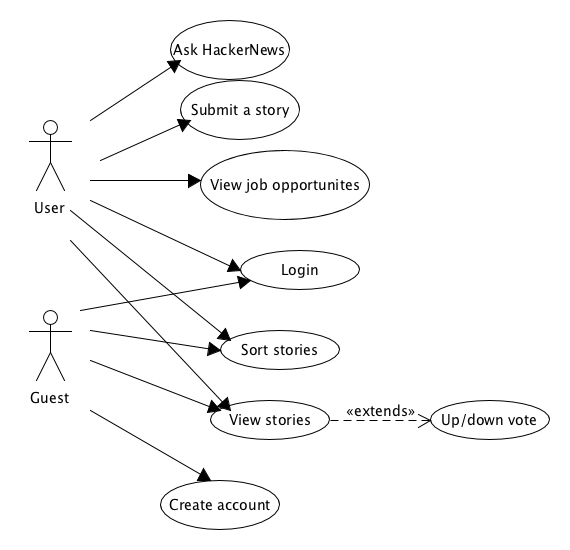 Ask HackerNews
Submit a story
View job opportunites
User
Login
Sort stories
Guest
View stories
«extends»
Up/down vote
Create account